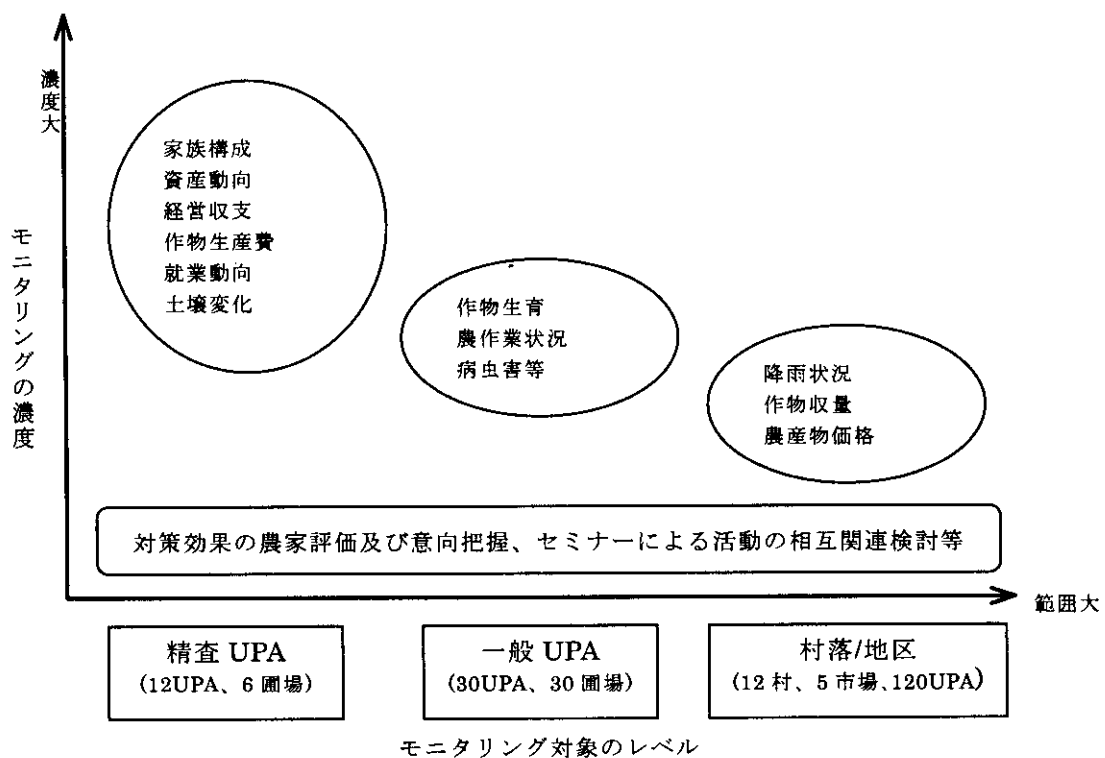 濃度大
モニタリングの濃度
家族構成
資産動向
経営収支
作物生産費
就業動向
土壌変化
作物生育
農作業状況
病虫害等
降雨状況
作物収量
農産物価格
対策効果の農家評価及び意向把握、セミナーによる活動の相互関連検討等
範囲大
精査 UPA
(12UPA、6 圃場)
一般 UPA
(30UPA、30 圃場)
村落/地区
(12 村、5 市場、120UPA)
モニタリング対象のレベル